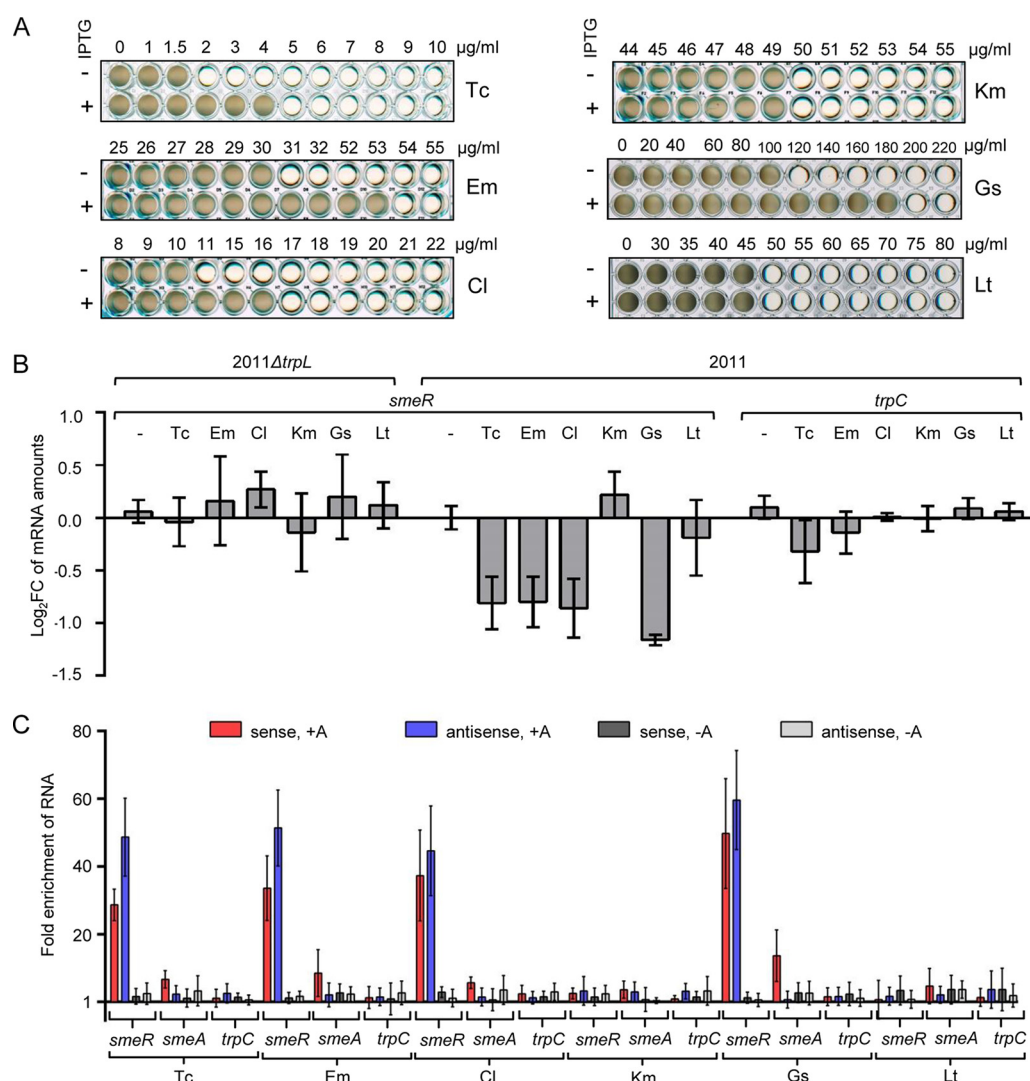 A
IPTG
0 1 1.5 2 3 4 5 6 7 8 9 10 µg/ml
-
+
Tc
25 26 27 28 29 30 31 32 52 53 54 55 µg/ml
-
+
Em
8 9 10 11 15 16 17 18 19 20 21 22 µg/ml
-
+
Cl
IPTG
44 45 46 47 48 49 50 51 52 53 54 55 µg/ml
-
+
Km
0 20 40 60 80 100 120 140 160 180 200 220 µg/ml
-
+
Gs
0 30 35 40 45 50 55 60 65 70 75 80 µg/ml
-
+
Lt
B
2011ΔtrpL 2011
smeR trpC
- Tc Em Cl Km Gs Lt - Tc Em Cl Km Gs Lt - Tc Em Cl Km Gs Lt
Log₂FC of mRNA amounts
1.0
0.5
0.0
-0.5
-1.0
-1.5
C
sense, +A antisense, +A sense, -A antisense, -A
Fold enrichment of RNA
80
60
40
20
1
smeR smeA trpC smeR smeA trpC smeR smeA trpC smeR smeA trpC smeR smeA trpC smeR smeA trpC
Tc Em Cl Km Gs Lt